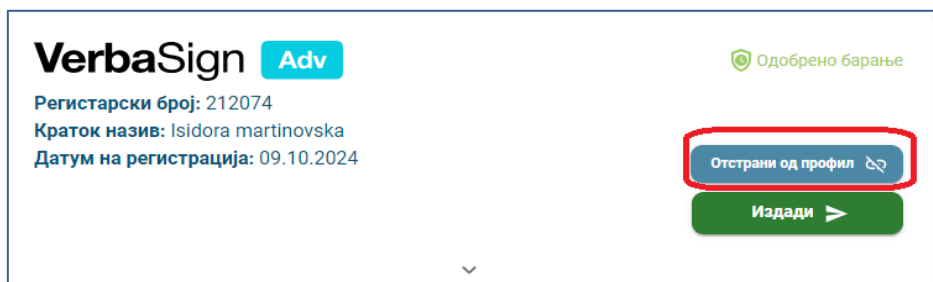 VerbaSign Adv
Одобрено барање
Регистарски број: 212074
Краток назив: Isidora martinovska
Датум на регистрација: 09.10.2024
Отстрани од профил
Издади